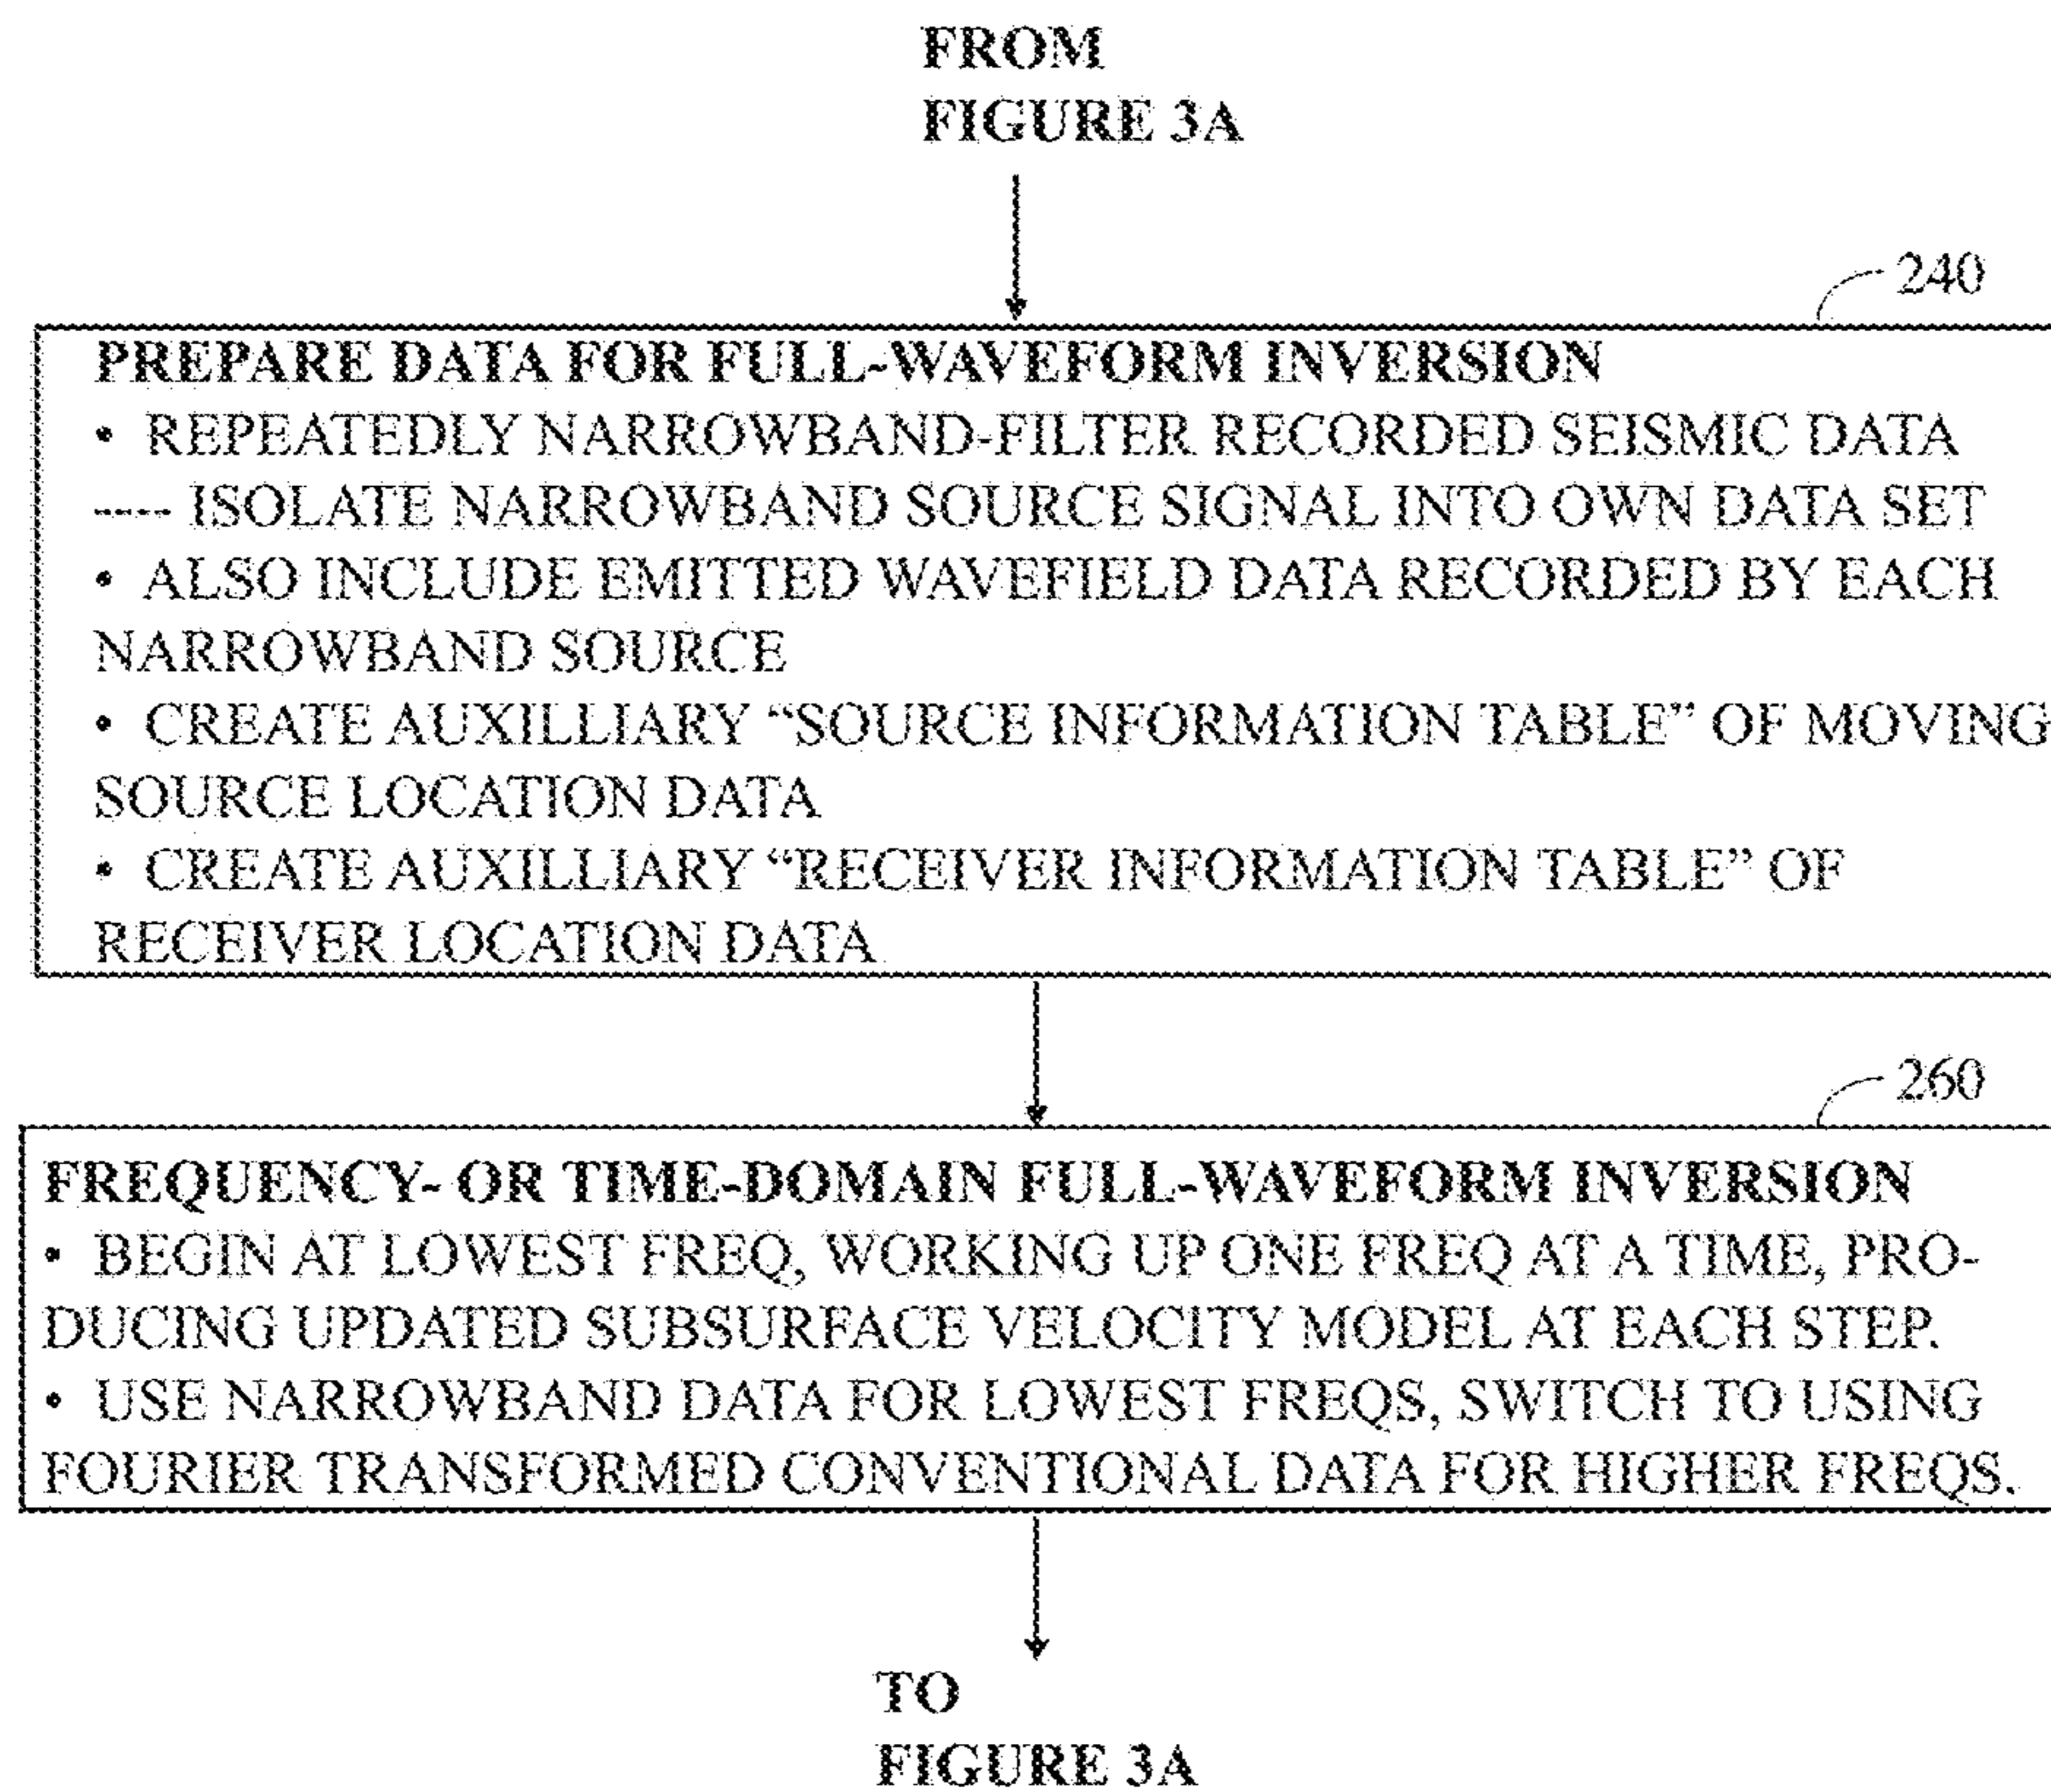 FROM
FIGURE 3A
240
PREPARE DATA FOR FULL-WAVEFORM INVERSION
• REPEATEDLY NARROWBAND-FILTER RECORDED SEISMIC DATA
---- ISOLATE NARROWBAND SOURCE SIGNAL INTO OWN DATA SET
• ALSO INCLUDE EMITTED WAVEFIELD DATA RECORDED BY EACH
NARROWBAND SOURCE
• CREATE AUXILLIARY “SOURCE INFORMATION TABLE” OF MOVING
SOURCE LOCATION DATA
• CREATE AUXILLIARY “RECEIVER INFORMATION TABLE” OF
RECEIVER LOCATION DATA
260
FREQUENCY- OR TIME-DOMAIN FULL-WAVEFORM INVERSION
• BEGIN AT LOWEST FREQ, WORKING UP ONE FREQ AT A TIME, PRO-
DUCING UPDATED SUBSURFACE VELOCITY MODEL AT EACH STEP.
• USE NARROWBAND DATA FOR LOWEST FREQS, SWITCH TO USING
FOURIER TRANSFORMED CONVENTIONAL DATA FOR HIGHER FREQS.
TO
FIGURE 3A